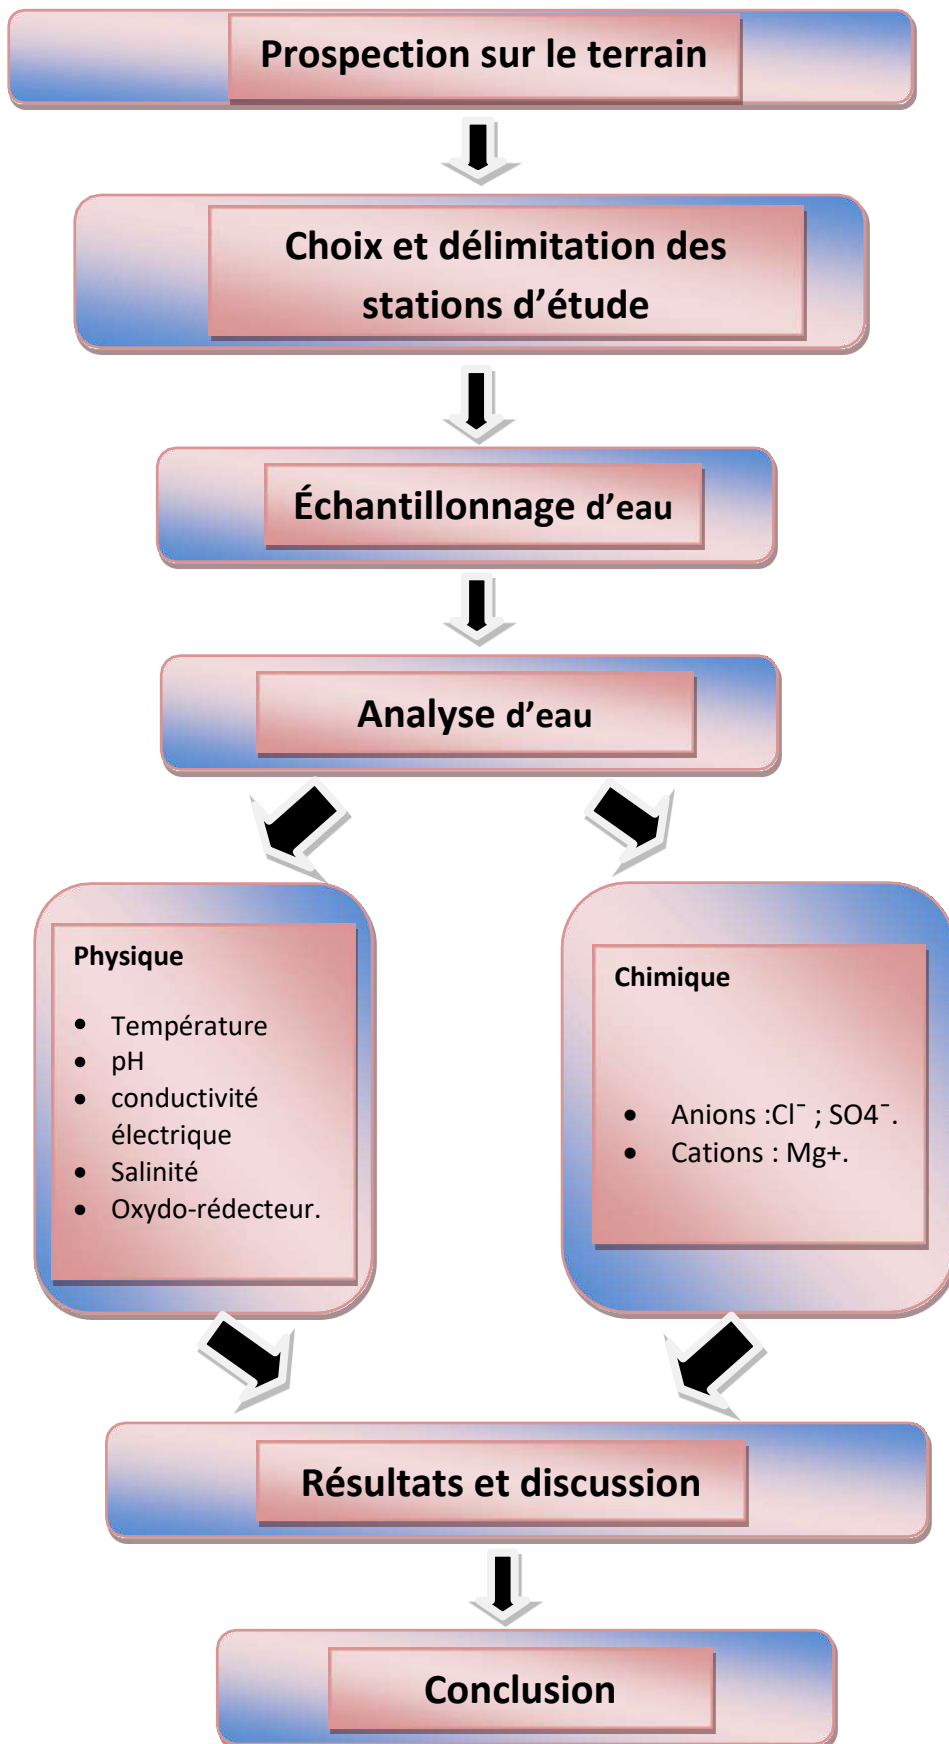 Prospection sur le terrain
Choix et délimitation des
stations d’étude
Échantillonnage d’eau
Analyse d’eau
Physique
• Température
• pH
• conductivité
électrique
• Salinité
• Oxydo-rédecteur.
Chimique
• Anions :Cl⁻ ; SO4⁻.
• Cations : Mg+.
Résultats et discussion
Conclusion